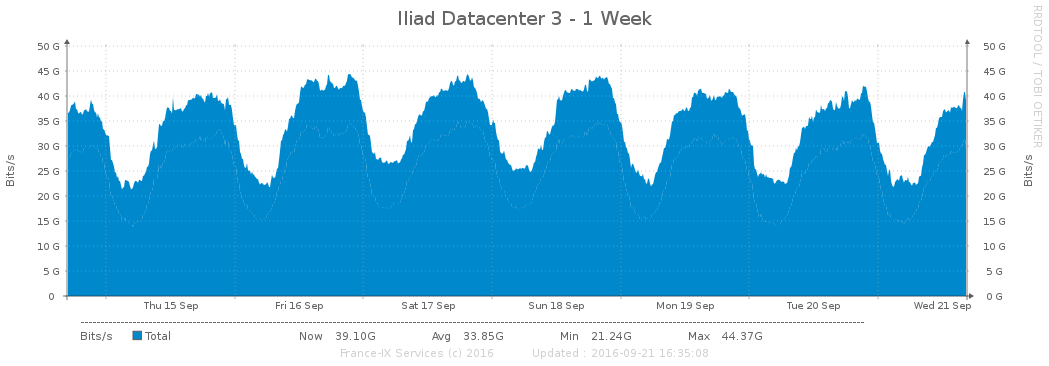 Iliad Datacenter 3 - 1 Week
RRDTOOL / TOBI OETIKER
Bits/s
50 G 50 G
45 G 45 G
40 G 40 G
35 G 35 G
30 G 30 G
25 G 25 G
20 G 20 G
15 G 15 G
10 G 10 G
5 G 5 G
0 0 G
Bits/s
Thu 15 Sep Fri 16 Sep Sat 17 Sep Sun 18 Sep Mon 19 Sep Tue 20 Sep Wed 21 Sep
Bits/s Total Now 39.10G Avg 33.85G Min 21.24G Max 44.37G
France-IX Services (c) 2016 Updated : 2016-09-21 16:35:08